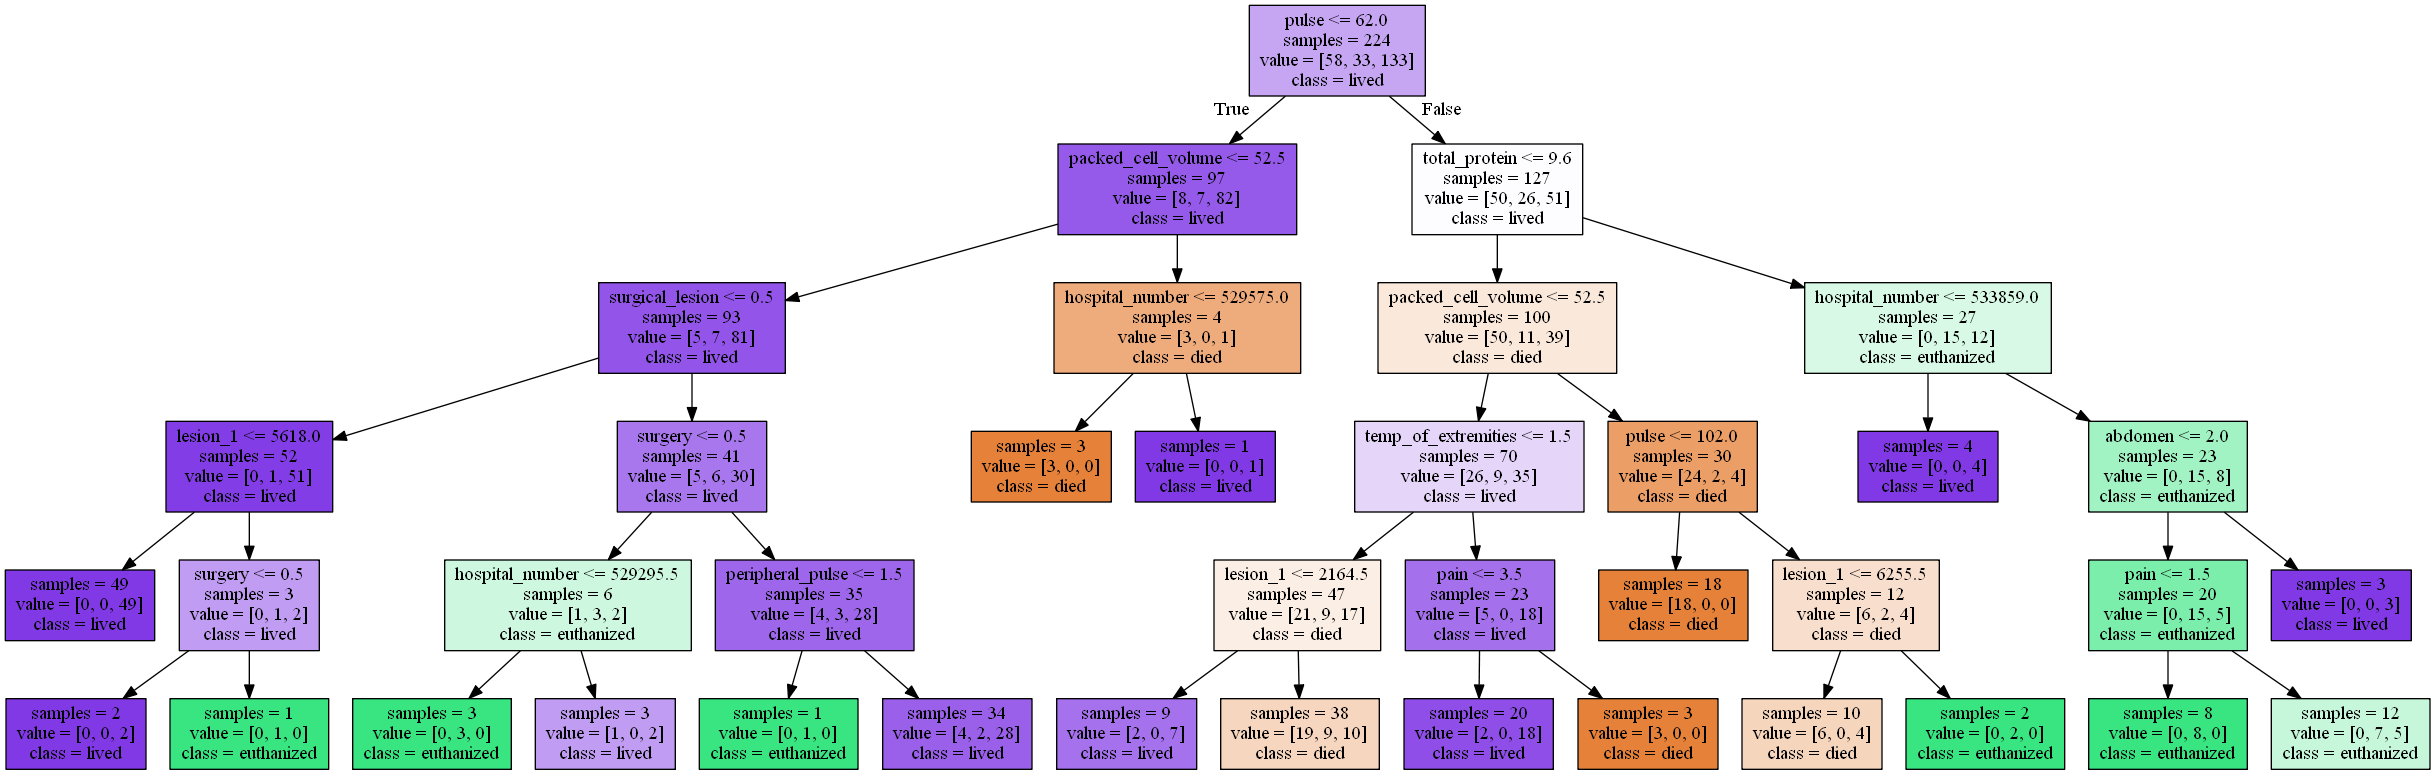 pulse <= 62.0
samples = 224
value = [58, 33, 133]
class = lived
True
False
packed_cell_volume <= 52.5
samples = 97
value = [8, 7, 82]
class = lived
total_protein <= 9.6
samples = 127
value = [50, 26, 51]
class = lived
surgical_lesion <= 0.5
samples = 93
value = [5, 7, 81]
class = lived
hospital_number <= 529575.0
samples = 4
value = [3, 0, 1]
class = died
packed_cell_volume <= 52.5
samples = 100
value = [50, 11, 39]
class = died
hospital_number <= 533859.0
samples = 27
value = [0, 15, 12]
class = euthanized
lesion_1 <= 5618.0
samples = 52
value = [0, 1, 51]
class = lived
surgery <= 0.5
samples = 41
value = [5, 6, 30]
class = lived
samples = 3
value = [3, 0, 0]
class = died
samples = 1
value = [0, 0, 1]
class = lived
temp_of_extremities <= 1.5
samples = 70
value = [26, 9, 35]
class = lived
pulse <= 102.0
samples = 30
value = [24, 2, 4]
class = died
samples = 4
value = [0, 0, 4]
class = lived
abdomen <= 2.0
samples = 23
value = [0, 15, 8]
class = euthanized
samples = 49
value = [0, 0, 49]
class = lived
surgery <= 0.5
samples = 3
value = [0, 1, 2]
class = lived
hospital_number <= 529295.5
samples = 6
value = [1, 3, 2]
class = euthanized
peripheral_pulse <= 1.5
samples = 35
value = [4, 3, 28]
class = lived
lesion_1 <= 2164.5
samples = 47
value = [21, 9, 17]
class = died
pain <= 3.5
samples = 23
value = [5, 0, 18]
class = lived
samples = 18
value = [18, 0, 0]
class = died
lesion_1 <= 6255.5
samples = 12
value = [6, 2, 4]
class = died
pain <= 1.5
samples = 20
value = [0, 15, 5]
class = euthanized
samples = 3
value = [0, 0, 3]
class = lived
samples = 2
value = [0, 0, 2]
class = lived
samples = 1
value = [0, 1, 0]
class = euthanized
samples = 3
value = [0, 3, 0]
class = euthanized
samples = 3
value = [1, 0, 2]
class = lived
samples = 1
value = [0, 1, 0]
class = euthanized
samples = 34
value = [4, 2, 28]
class = lived
samples = 9
value = [2, 0, 7]
class = lived
samples = 38
value = [19, 9, 10]
class = died
samples = 20
value = [2, 0, 18]
class = lived
samples = 3
value = [3, 0, 0]
class = died
samples = 10
value = [6, 0, 4]
class = died
samples = 2
value = [0, 2, 0]
class = euthanized
samples = 8
value = [0, 8, 0]
class = euthanized
samples = 12
value = [0, 7, 5]
class = euthanized